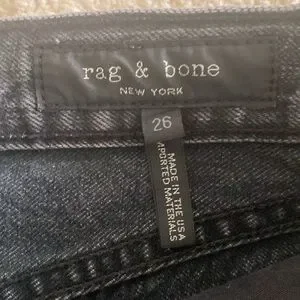 rag & bone
NEW YORK
26
MADE IN THE USA
IMPORTED MATERIALS